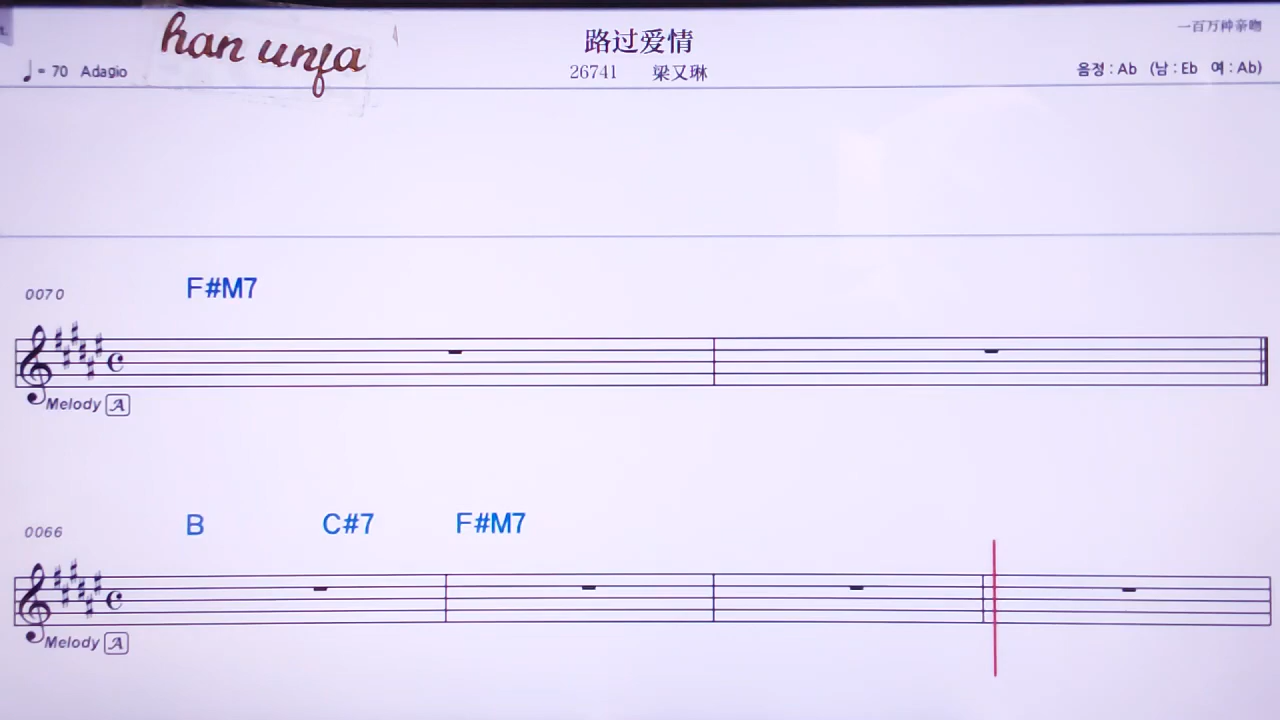 han unfa
路过爱情
一百万种亲吻
♩= 70 Adagio
26741 梁又琳
음정 : Ab (남 : Eb 여 : Ab)
0070
F#M7
Melody A
0066
B C#7 F#M7
Melody A